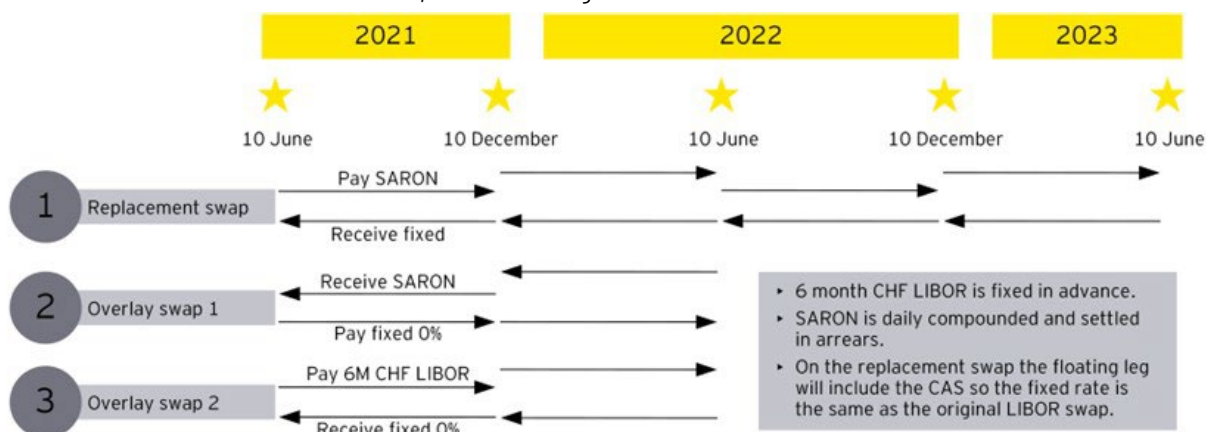 2021
2022
2023
10 June
10 December
10 June
10 December
10 June
1
Replacement swap
Pay SARON
Receive fixed
2
Overlay swap 1
Receive SARON
Pay fixed 0%
3
Overlay swap 2
Pay 6M CHF LIBOR
Receive fixed 0%
‣ 6 month CHF LIBOR is fixed in advance.
‣ SARON is daily compounded and settled
in arrears.
‣ On the replacement swap the floating leg
will include the CAS so the fixed rate is
the same as the original LIBOR swap.